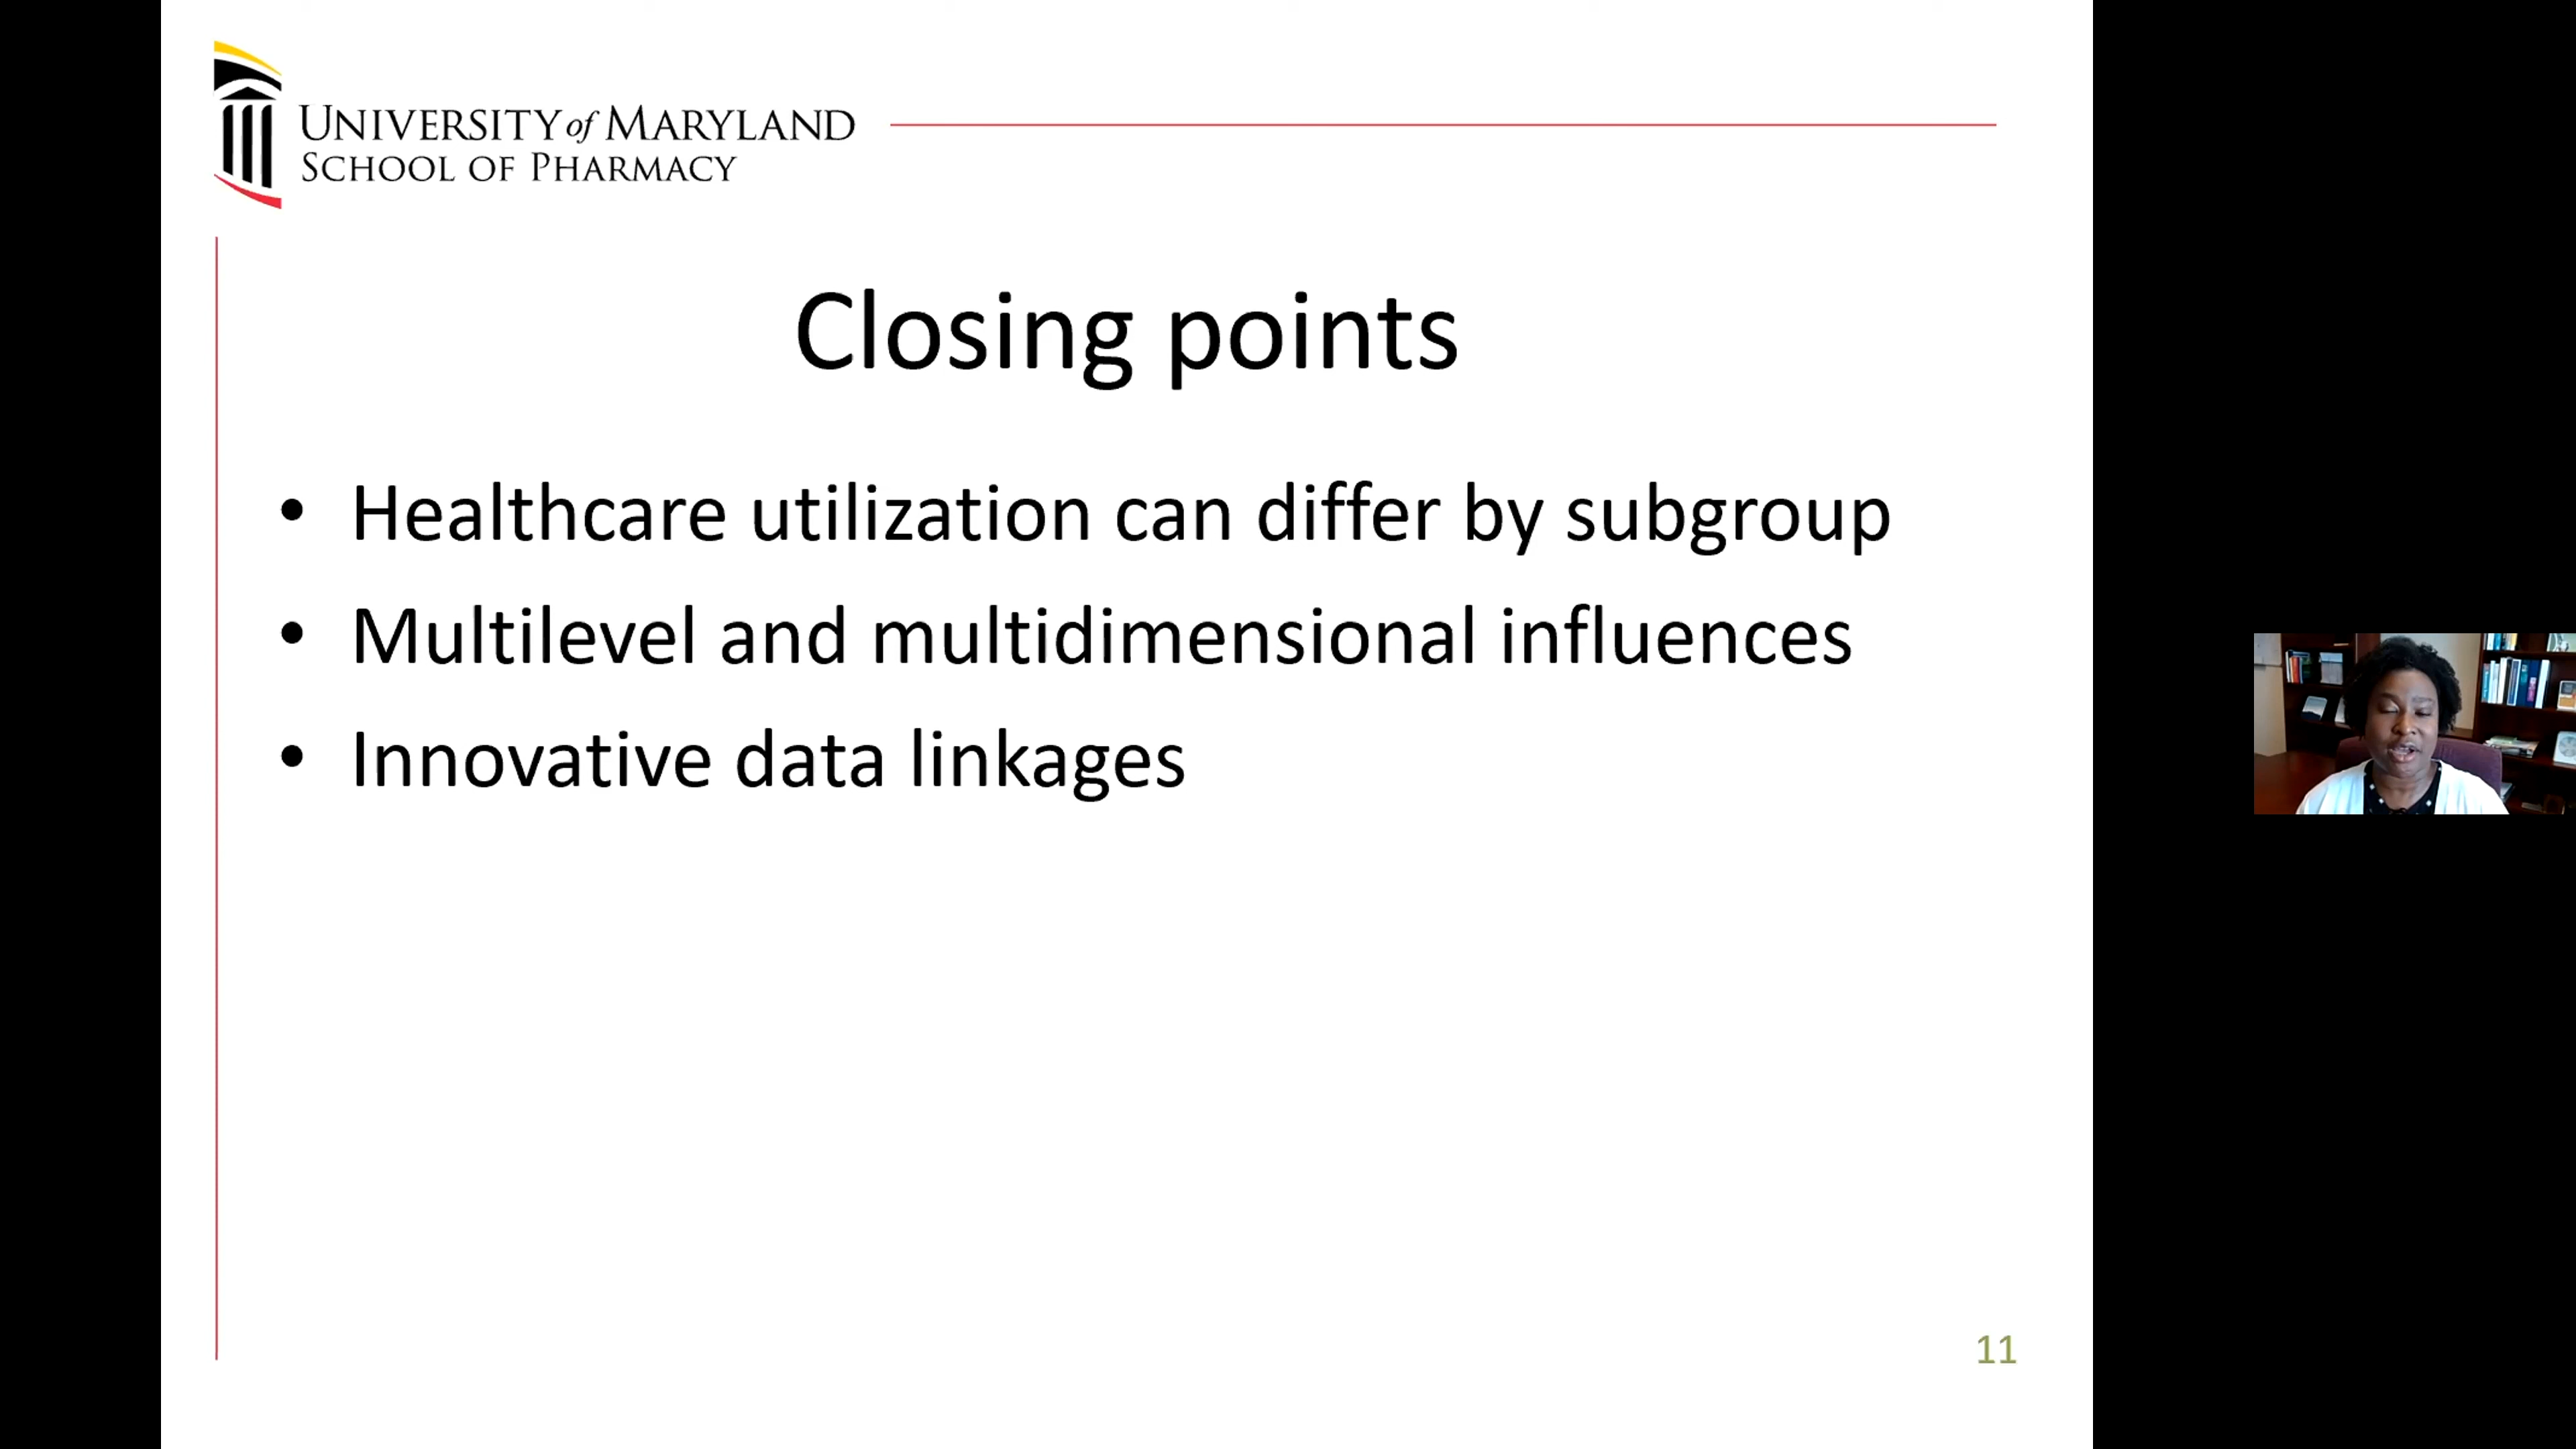 UNIVERSITY of MARYLAND
SCHOOL OF PHARMACY
Closing points
• Healthcare utilization can differ by subgroup
• Multilevel and multidimensional influences
• Innovative data linkages
11